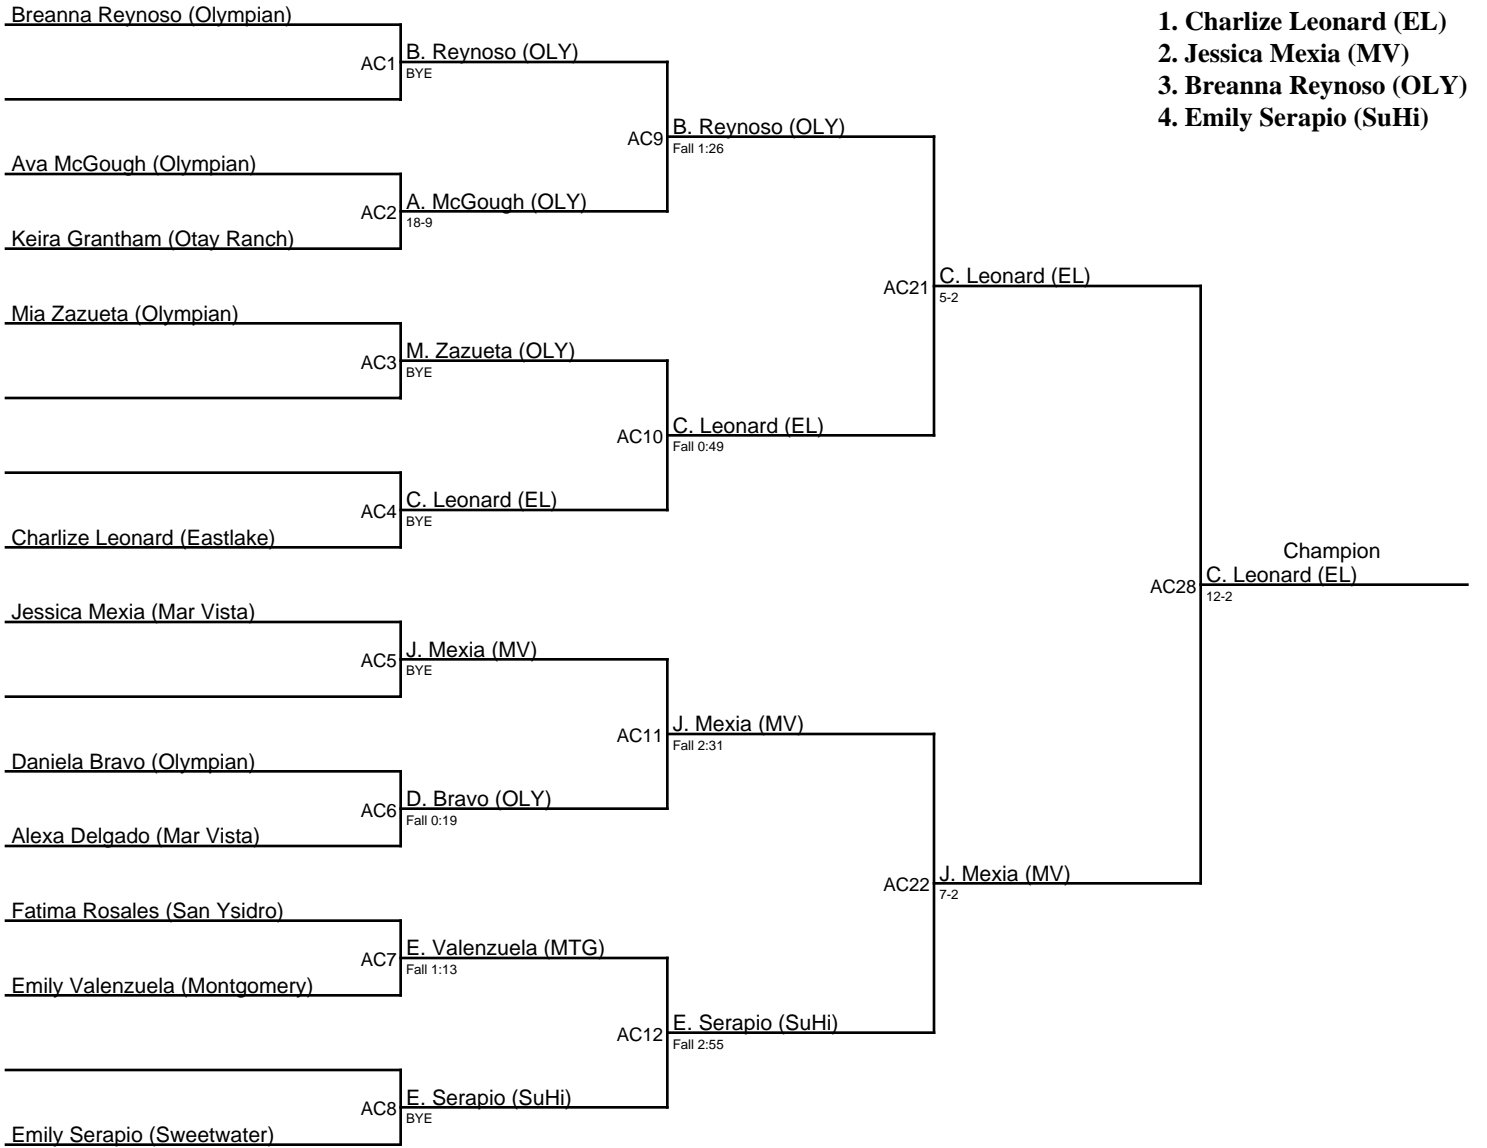 Breanna Reynoso (Olympian)
AC1
B. Reynoso (OLY)
BYE
AC9
B. Reynoso (OLY)
Fall 1:26
Ava McGough (Olympian)
AC2
A. McGough (OLY)
18-9
Keira Grantham (Otay Ranch)
AC21
C. Leonard (EL)
5-2
Mia Zazueta (Olympian)
AC3
M. Zazueta (OLY)
BYE
AC10
C. Leonard (EL)
Fall 0:49
AC4
C. Leonard (EL)
BYE
Charlize Leonard (Eastlake)
Champion
AC28
C. Leonard (EL)
12-2
Jessica Mexia (Mar Vista)
AC5
J. Mexia (MV)
BYE
AC11
J. Mexia (MV)
Fall 2:31
Daniela Bravo (Olympian)
AC6
D. Bravo (OLY)
Fall 0:19
Alexa Delgado (Mar Vista)
AC22
J. Mexia (MV)
7-2
Fatima Rosales (San Ysidro)
AC7
E. Valenzuela (MTG)
Fall 1:13
Emily Valenzuela (Montgomery)
AC12
E. Serapio (SuHi)
Fall 2:55
AC8
E. Serapio (SuHi)
BYE
Emily Serapio (Sweetwater)
1. Charlize Leonard (EL)
2. Jessica Mexia (MV)
3. Breanna Reynoso (OLY)
4. Emily Serapio (SuHi)